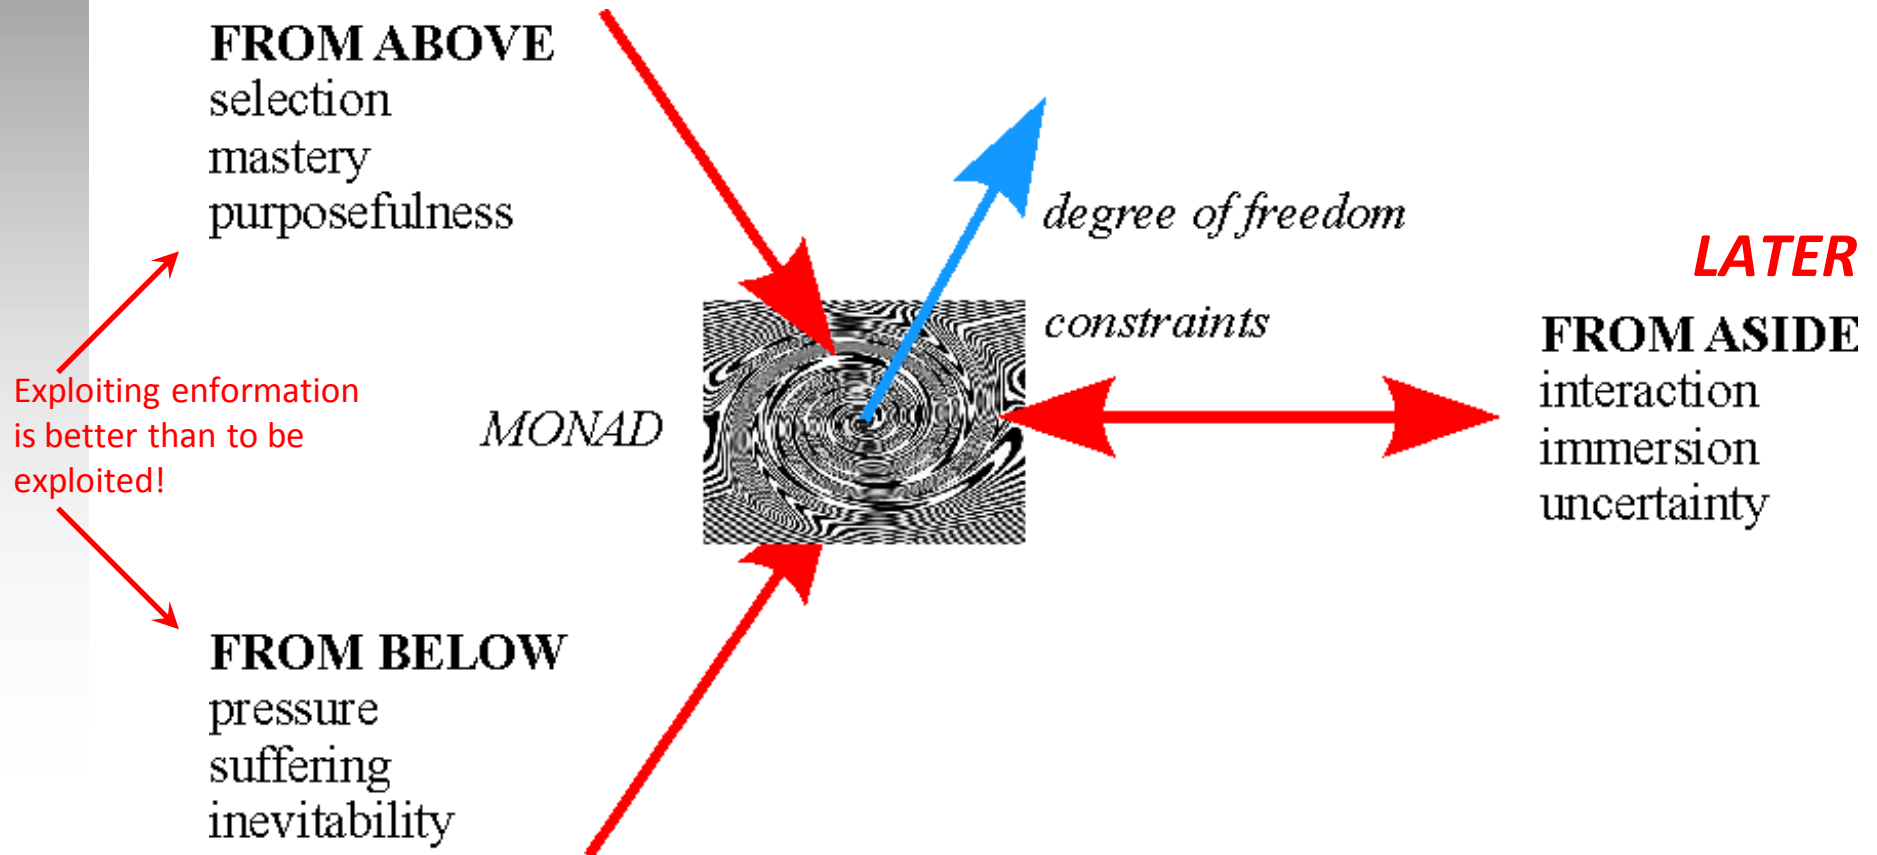 FROM ABOVE
selection
mastery
purposefulness
degree of freedom
LATER
constraints
FROM ASIDE
interaction
immersion
uncertainty
Exploiting enformation
is better than to be
exploited!
MONAD
FROM BELOW
pressure
suffering
inevitability